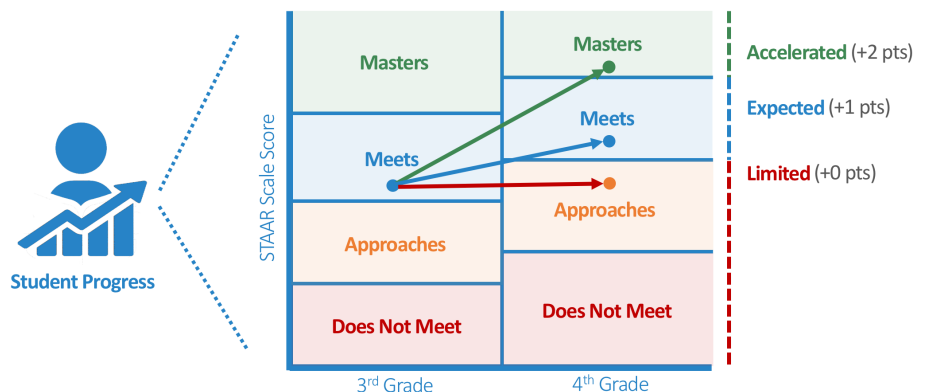 Student Progress
STAAR Scale Score
Masters
Meets
Approaches
Does Not Meet
3rd Grade
Masters
Meets
Approaches
Does Not Meet
4th Grade
Accelerated (+2 pts)
Expected (+1 pts)
Limited (+0 pts)